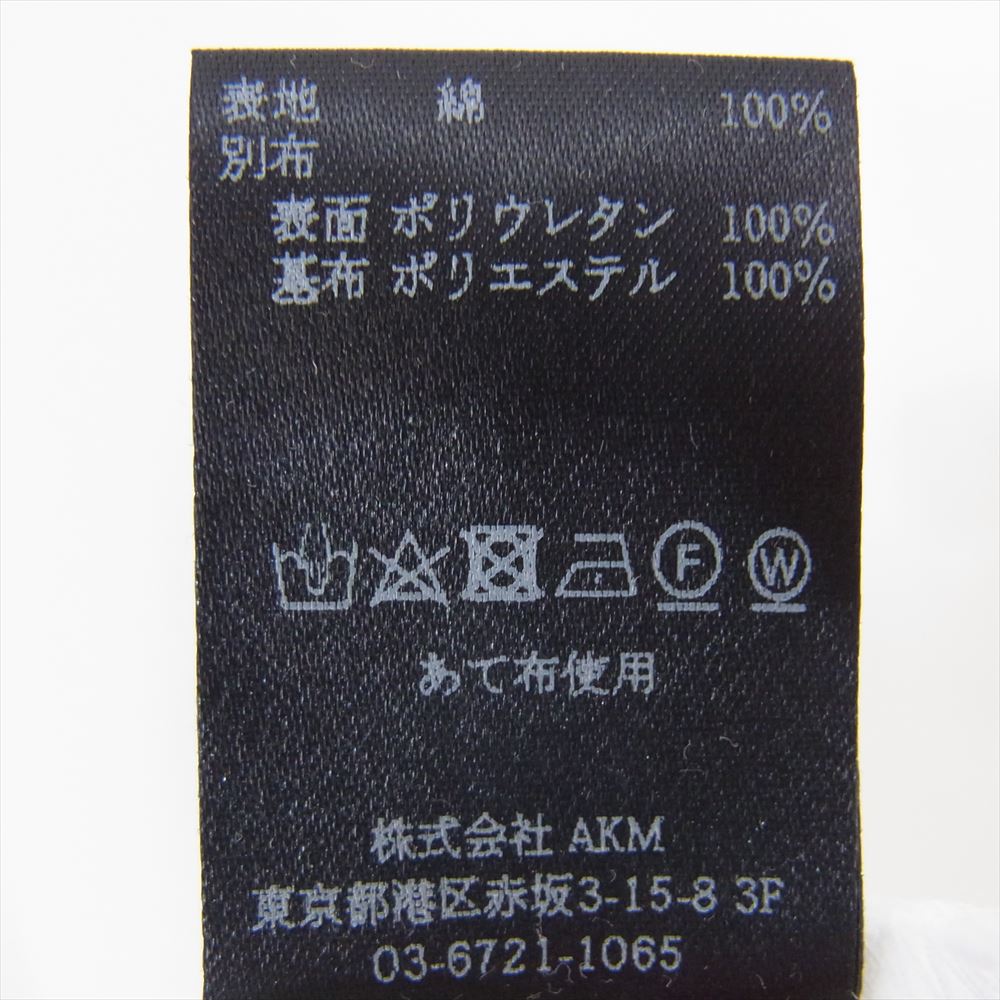 表地 綿 100%
別布
表面 ポリウレタン 100%
基布 ポリエステル 100%
F W
あて布使用
株式会社 AKM
東京都港区赤坂3-15-8 3F
03-6721-1065